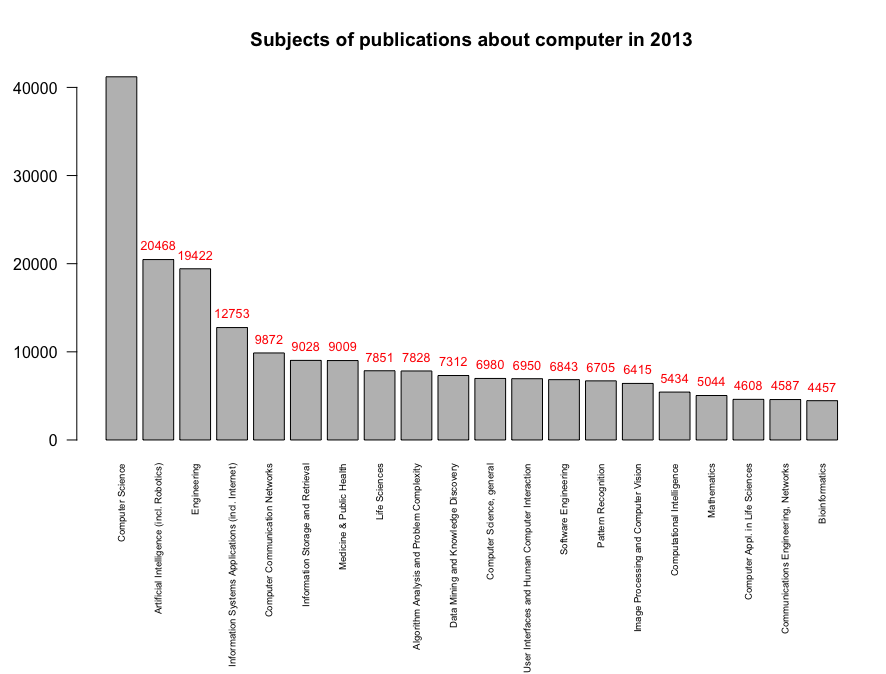 Subjects of publications about computer in 2013
40000
30000
20000
10000
0
20468
19422
12753
9872
9028
9009
7851
7828
7312
6980
6950
6843
6705
6415
5434
5044
4608
4587
4457
Computer Science
Artificial Intelligence (incl. Robotics)
Engineering
Information Systems Applications (incl. Internet)
Computer Communication Networks
Information Storage and Retrieval
Medicine & Public Health
Life Sciences
Algorithm Analysis and Problem Complexity
Data Mining and Knowledge Discovery
Computer Science, general
User Interfaces and Human Computer Interaction
Software Engineering
Pattern Recognition
Image Processing and Computer Vision
Computational Intelligence
Mathematics
Computer Appl. in Life Sciences
Communications Engineering, Networks
Bioinformatics